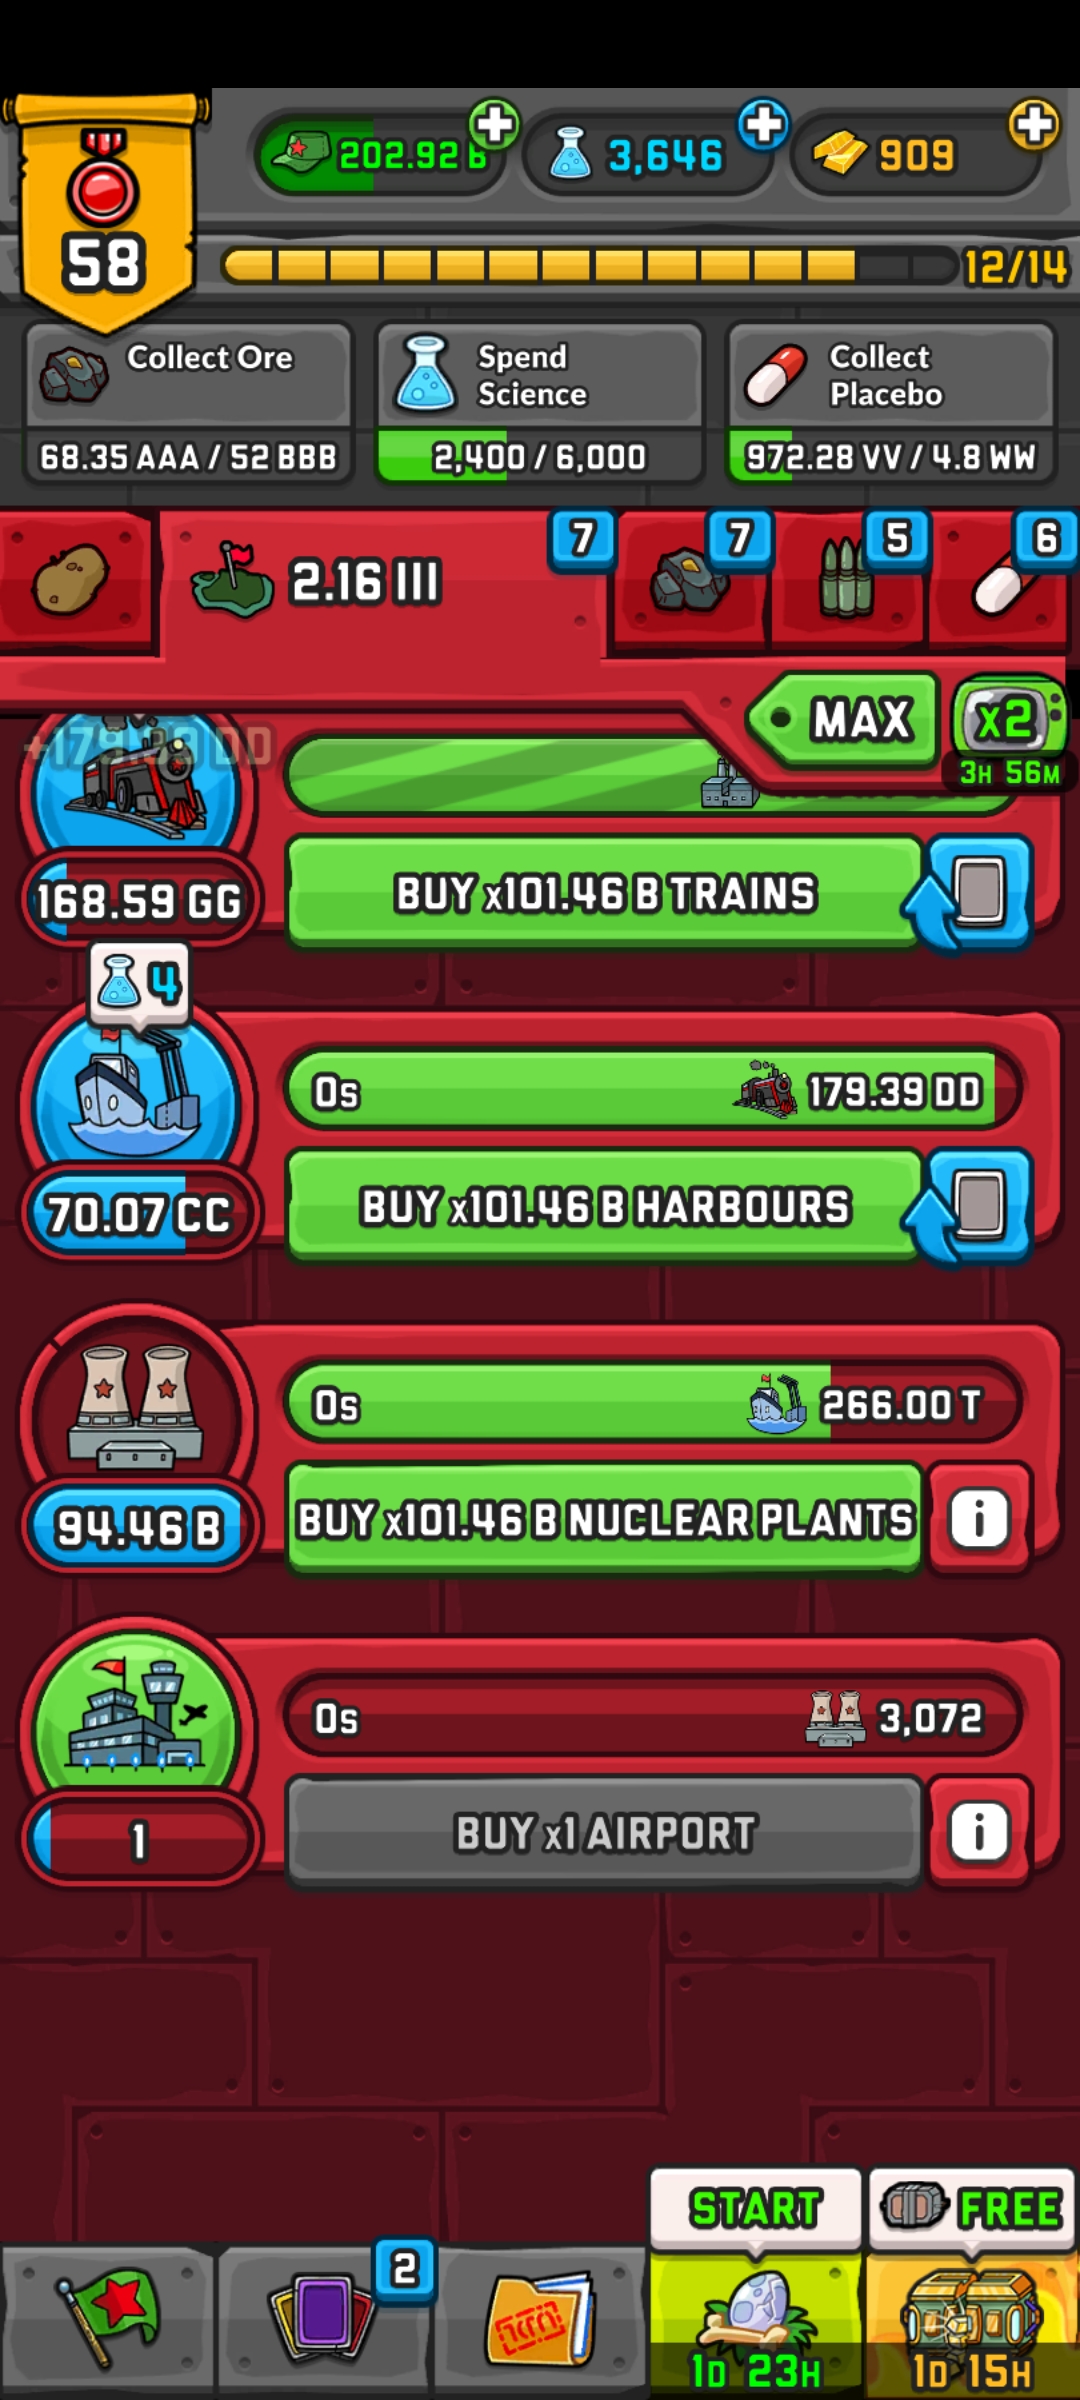 58
202.92 B
3,646
909
12/14
Collect Ore
68.35 AAA / 52 BBB
Spend
Science
2,400 / 6,000
Collect
Placebo
972.28 VV / 4.8 WW
2.16 III
7
7
5
6
MAX
x2
3H 56M
168.59 GG
BUY x101.46 B TRAINS
4
0s
179.39 DD
70.07 CC
BUY x101.46 B HARBOURS
0s
266.00 T
94.46 B
BUY x101.46 B NUCLEAR PLANTS
i
0s
3,072
1
BUY x1 AIRPORT
i
START
FREE
2
1D 23H
1D 15H